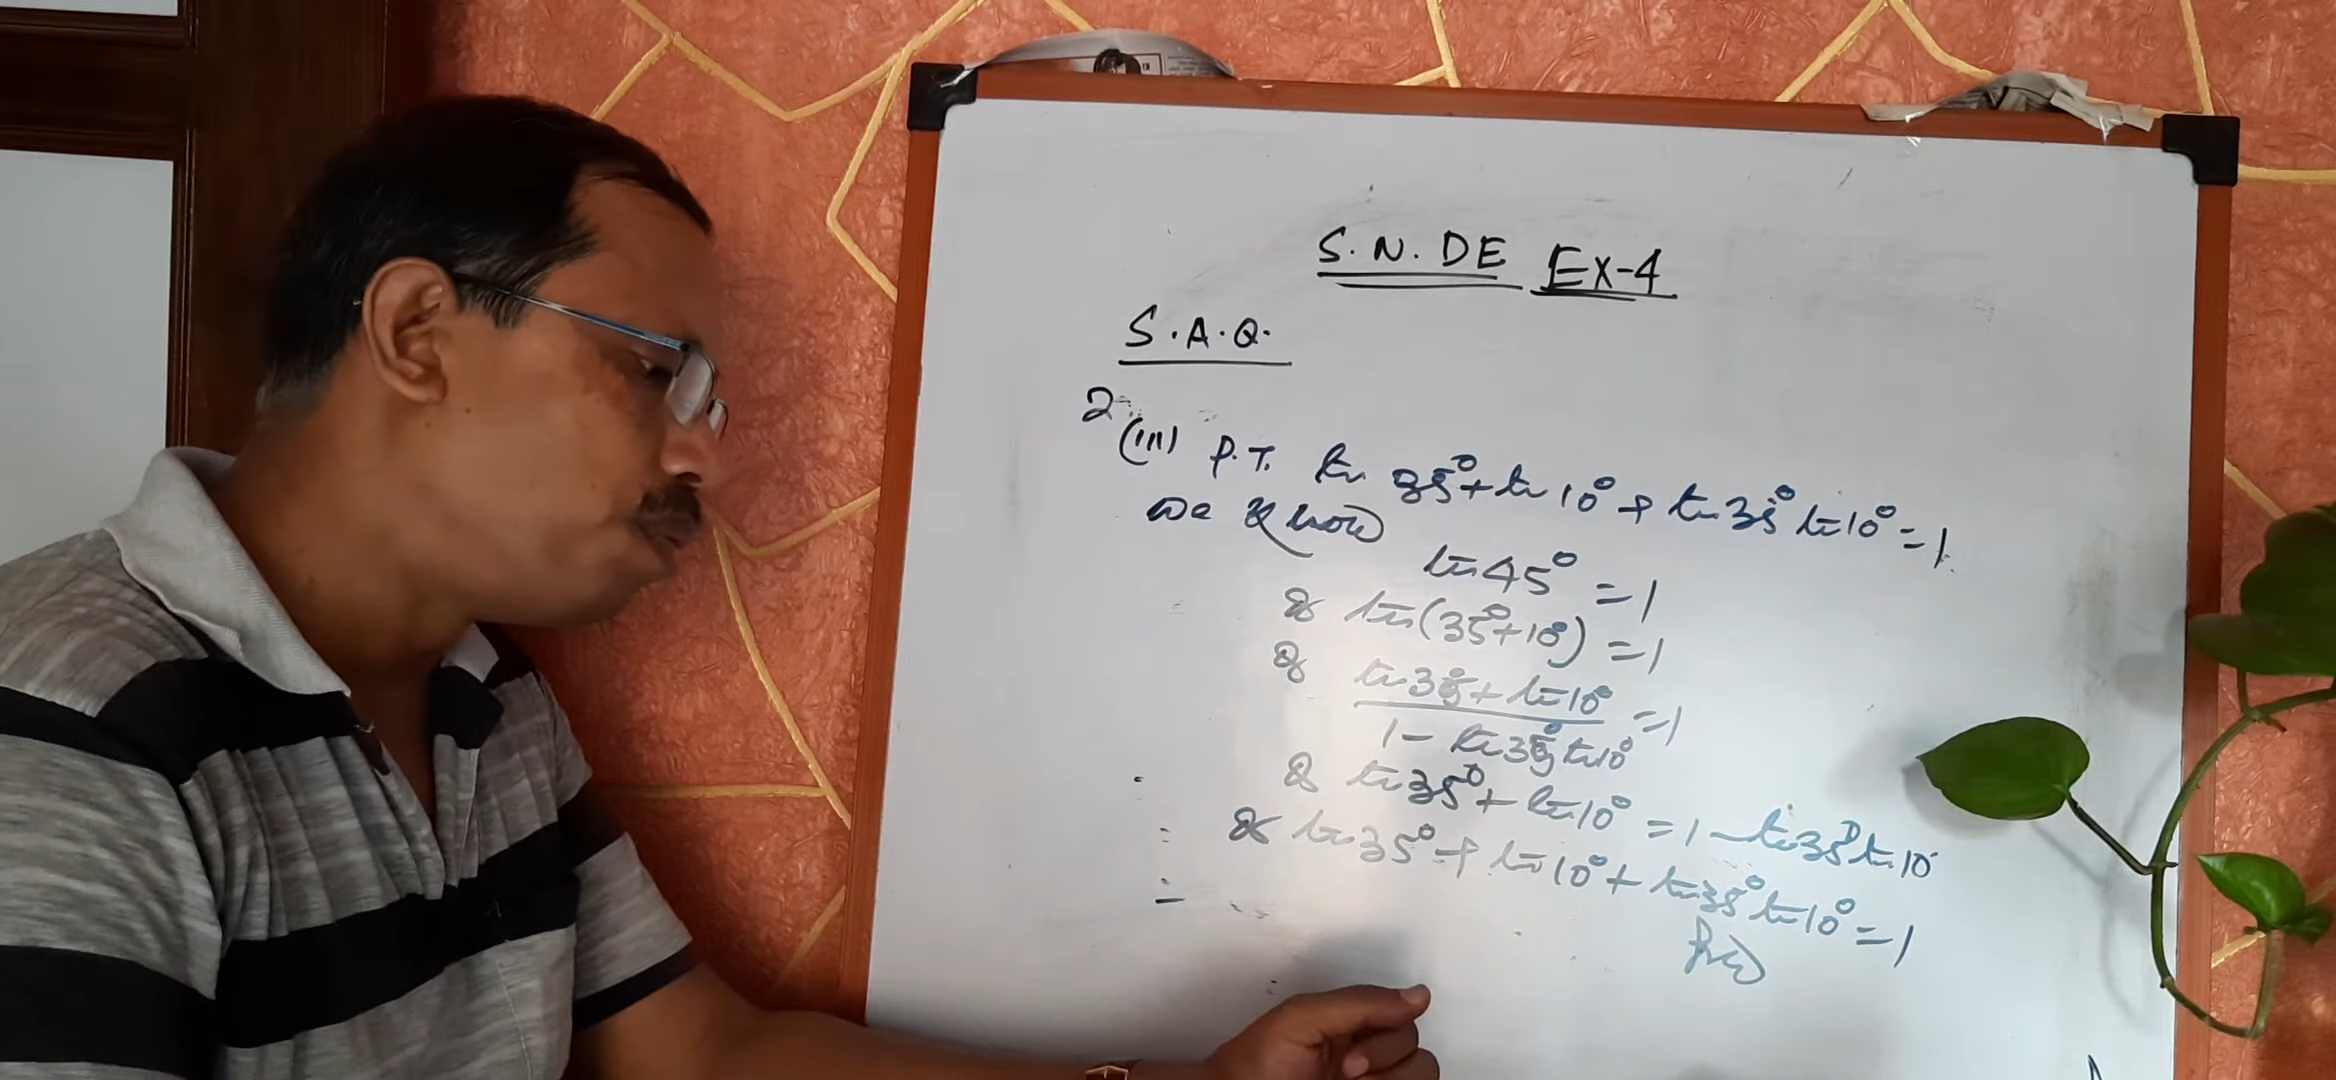 S. N. DE EX-4
S.A.Q.
2 (iii) P.T. tan 35° + tan 10° + tan 35° tan 10° = 1
we know
tan 45° = 1
or tan (35° + 10°) = 1
or tan 35° + tan 10° / 1 - tan 35° tan 10° = 1
or tan 35° + tan 10° = 1 - tan 35° tan 10°
or tan 35° + tan 10° + tan 35° tan 10° = 1